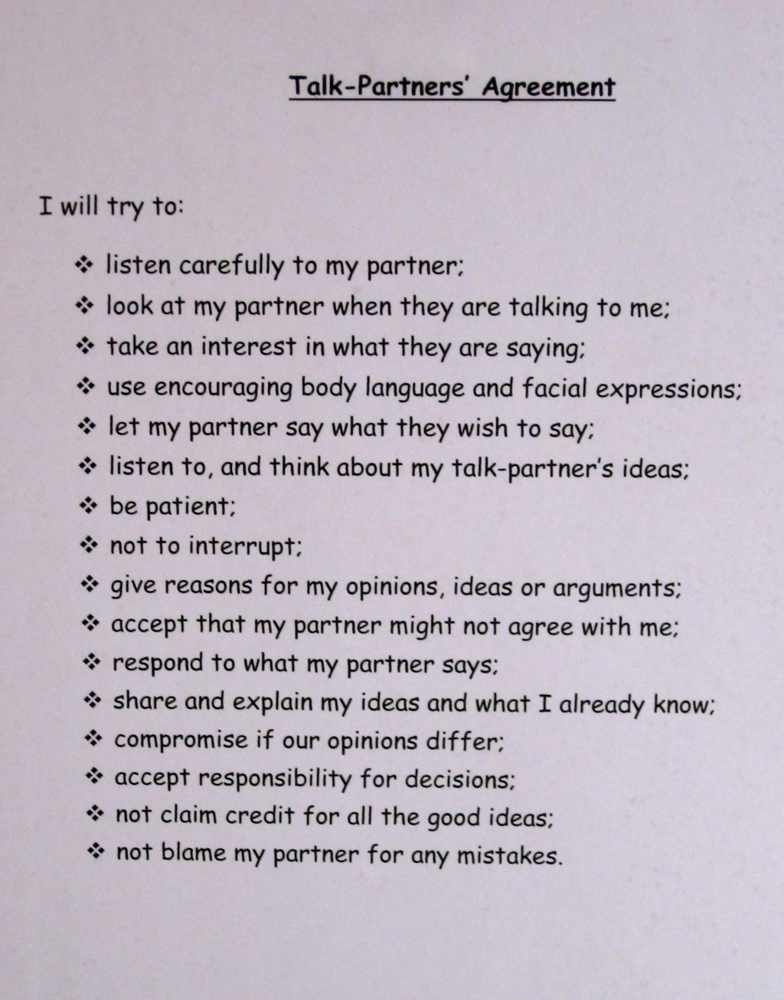 Talk-Partners' Agreement
I will try to:
❖ listen carefully to my partner;
❖ look at my partner when they are talking to me;
❖ take an interest in what they are saying;
❖ use encouraging body language and facial expressions;
❖ let my partner say what they wish to say;
❖ listen to, and think about my talk-partner's ideas;
❖ be patient;
❖ not to interrupt;
❖ give reasons for my opinions, ideas or arguments;
❖ accept that my partner might not agree with me;
❖ respond to what my partner says;
❖ share and explain my ideas and what I already know;
❖ compromise if our opinions differ;
❖ accept responsibility for decisions;
❖ not claim credit for all the good ideas;
❖ not blame my partner for any mistakes.